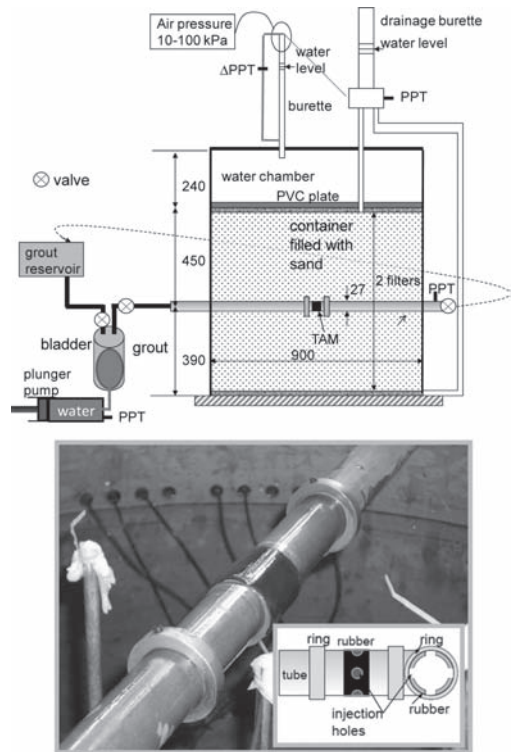 Air pressure
10-100 kPa
drainage burette
water level
water
level
ΔPPT
PPT
burette
water chamber
240
valve
PVC plate
container
filled with
sand
450
grout
reservoir
27
2 filters
PPT
TAM
bladder
grout
390
900
plunger
pump
water
PPT
ring
rubber
ring
tube
injection
holes
rubber